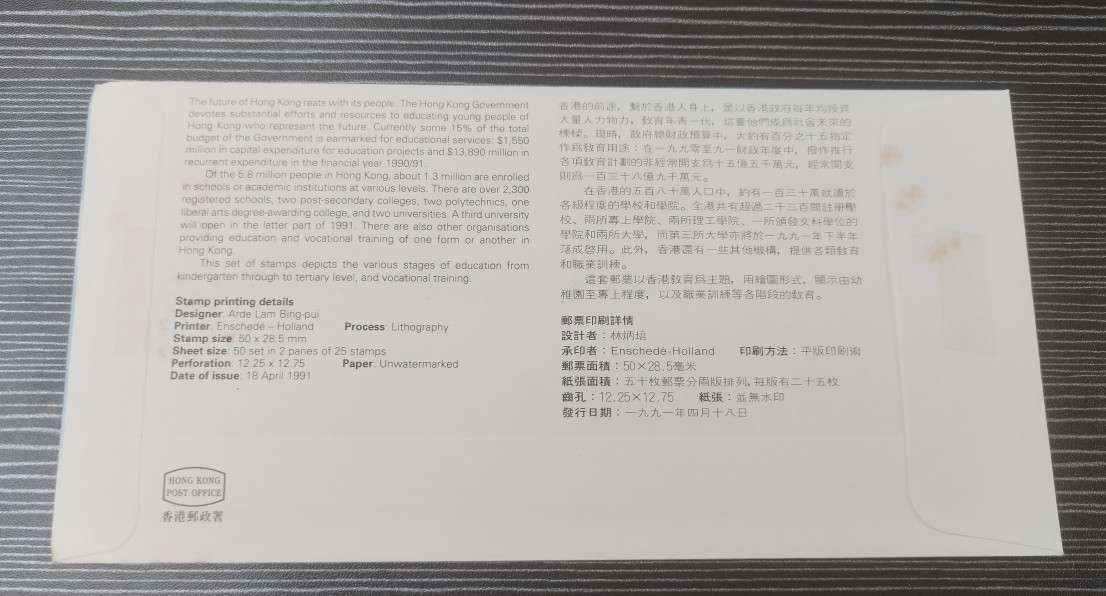 The future of Hong Kong rests with its people. The Hong Kong Government
devotes substantial efforts and resources to educating young people of
Hong Kong who represent the future. Currently some 15% of the total
budget of the Government is earmarked for educational services: $1,550
million in capital expenditure for education projects and $13,890 million in
recurrent expenditure in the financial year 1990/91.
Of the 5.8 million people in Hong Kong, about 1.3 million are enrolled
in schools or academic institutions at various levels. There are over 2,300
registered schools, two post-secondary colleges, two polytechnics, one
liberal arts degree-awarding college, and two universities. A third university
will open in the latter part of 1991. There are also other organisations
providing education and vocational training of one form or another in
Hong Kong.
This set of stamps depicts the various stages of education from
kindergarten through to tertiary level, and vocational training.
Stamp printing details
Designer: Arde Lam Bing-pui
Printer: Enschedé – Holland Process: Lithography
Stamp size: 50 x 28.5 mm
Sheet size: 50 set in 2 panes of 25 stamps
Perforation: 12.25 x 12.75 Paper: Unwatermarked
Date of issue: 18 April 1991
香港的前途，繫於香港人身上，是以香港政府每年均投資
大量人力物力，教育年青一代，培養他們成為社會未來的
棟樑。現時，政府總財政預算中，大約有百分之十五指定
作為教育用途：在一九九零至九一財政年度中，撥作推行
各項教育計劃的非經常開支為十五億五千萬元，經常開支
則為一百三十八億九千萬元。
在香港的五百八十萬人口中，約有一百三十萬就讀於
各級程度的學校和學院。全港共有超過二千三百間註冊學
校、兩所專上學院、兩所理工學院、一所頒發文科學位的
學院和兩所大學，而第三所大學亦將於一九九一年下半年
落成啟用。此外，香港還有一些其他機構，提供各類教育
和職業訓練。
這套郵票以香港教育為主題，用繪圖形式，顯示由幼
稚園至專上程度，以及職業訓練等各階段的教育。
郵票印刷詳情
設計者：林炳培
承印者：Enschedé-Holland 印刷方法：平版印刷術
郵票面積：50×28.5毫米
紙張面積：五十枚郵票分兩版排列，每版有二十五枚
齒孔：12.25×12.75 紙張：並無水印
發行日期：一九九一年四月十八日
HONG KONG
POST OFFICE
香港郵政署